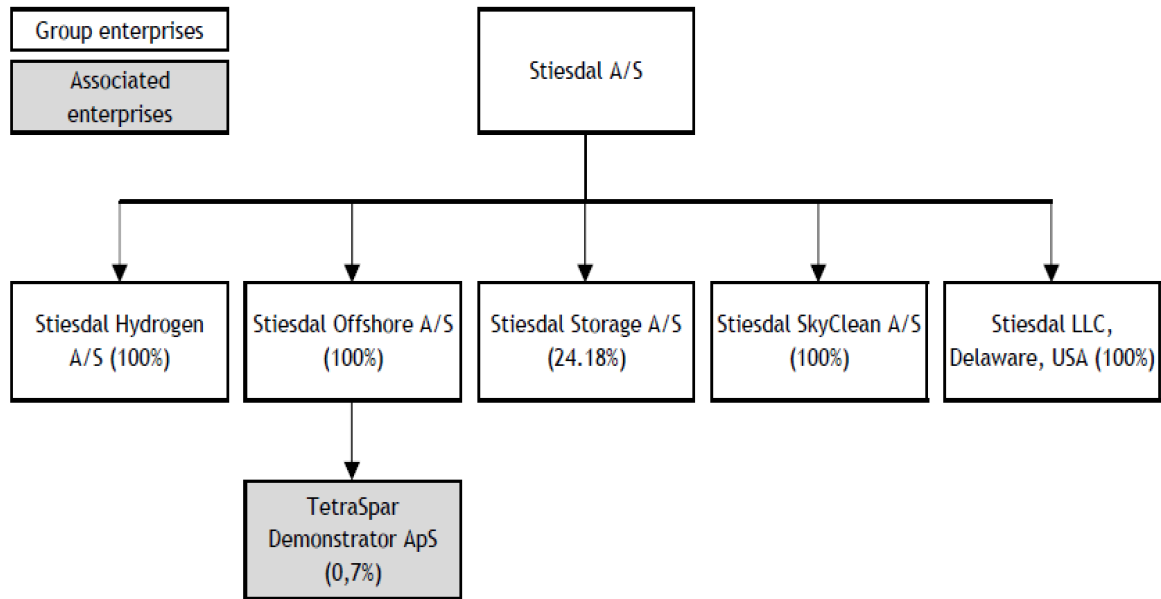 Group enterprises
Associated
enterprises
Stiesdal A/S
Stiesdal Hydrogen
A/S (100%)
Stiesdal Offshore A/S
(100%)
Stiesdal Storage A/S
(24.18%)
Stiesdal SkyClean A/S
(100%)
Stiesdal LLC,
Delaware, USA (100%)
TetraSpar
Demonstrator ApS
(0,7%)